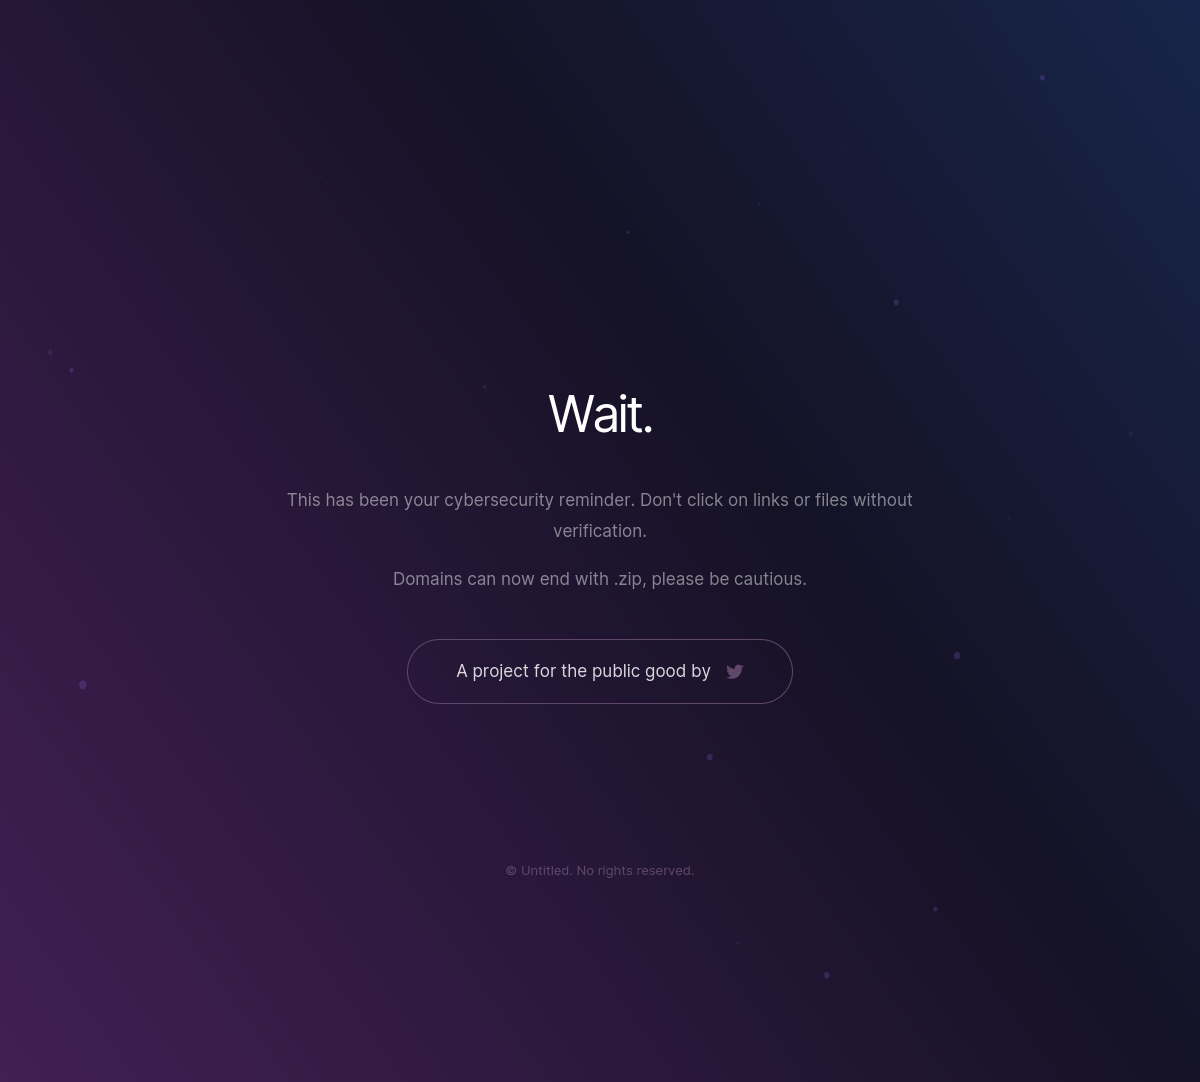 Wait.
This has been your cybersecurity reminder. Don't click on links or files without
verification.
Domains can now end with .zip, please be cautious.
A project for the public good by
© Untitled. No rights reserved.